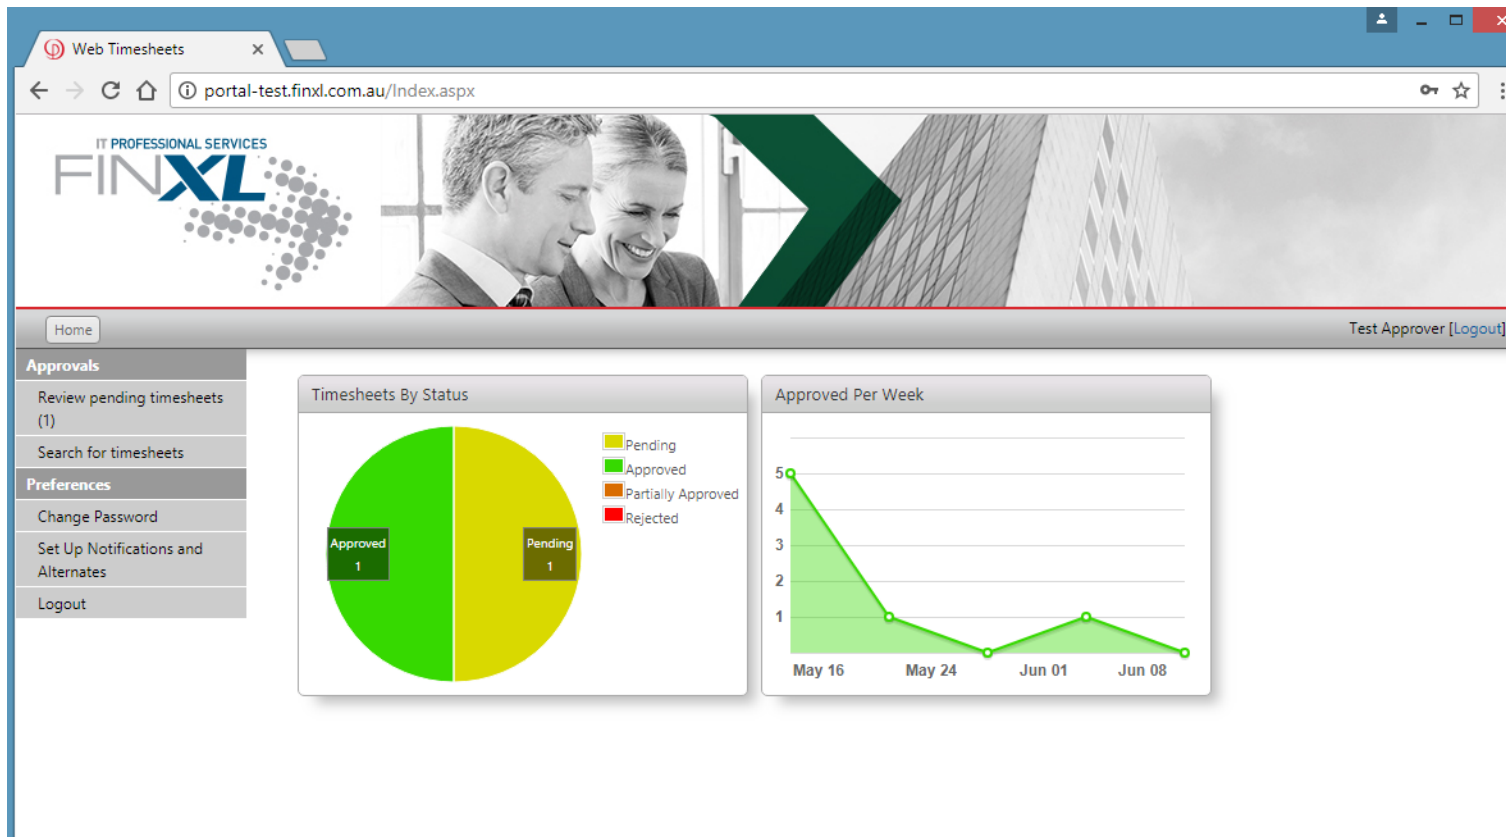 Web Timesheets
portal-test.finxl.com.au/Index.aspx
IT PROFESSIONAL SERVICES
FINXL
Home
Test Approver [Logout]
Approvals
Review pending timesheets
(1)
Search for timesheets
Preferences
Change Password
Set Up Notifications and
Alternates
Logout
Timesheets By Status
Approved
1
Pending
1
Pending
Approved
Partially Approved
Rejected
Approved Per Week
5
4
3
2
1
May 16 May 24 Jun 01 Jun 08